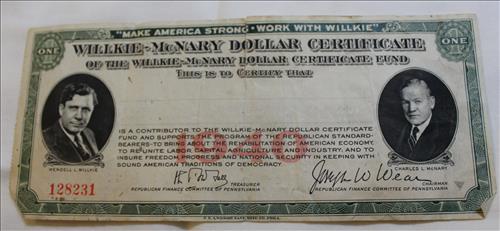 "MAKE AMERICA STRONG · WORK WITH WILLKIE"
ONE
ONE
WILLKIE-MCNARY DOLLAR CERTIFICATE
OF THE WILLKIE-MCNARY DOLLAR CERTIFICATE FUND
THIS IS TO CERTIFY THAT
IS A CONTRIBUTOR TO THE WILLKIE-MCNARY DOLLAR CERTIFICATE
FUND AND SUPPORTS THE PROGRAM OF THE REPUBLICAN STANDARD-
BEARERS-TO BRING ABOUT THE REHABILITATION OF AMERICAN ECONOMY,
TO RE-UNITE LABOR, CAPITAL, AGRICULTURE AND INDUSTRY, AND TO
INSURE FREEDOM, PROGRESS AND NATIONAL SECURITY IN KEEPING WITH
SOUND AMERICAN TRADITIONS OF DEMOCRACY.
WENDELL L. WILLKIE
CHARLES L. MCNARY
128231
TREASURER
REPUBLICAN FINANCE COMMITTEE OF PENNSYLVANIA
Joseph W. Wear
CHAIRMAN
REPUBLICAN FINANCE COMMITTEE OF PENNSYLVANIA